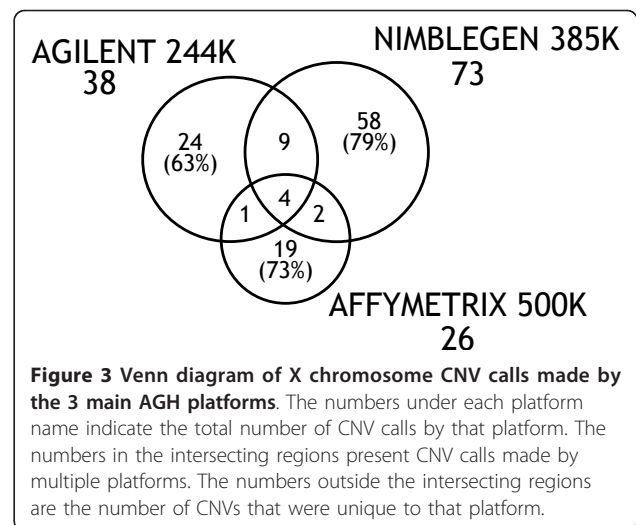 AGILENT 244K
38
NIMBLEGEN 385K
73
24
(63%)
9
58
(79%)
1
4
2
19
(73%)
AFFYMETRIX 500K
26
Figure 3 Venn diagram of X chromosome CNV calls made by
the 3 main AGH platforms. The numbers under each platform
name indicate the total number of CNV calls by that platform. The
numbers in the intersecting regions present CNV calls made by
multiple platforms. The numbers outside the intersecting regions
are the number of CNVs that were unique to that platform.